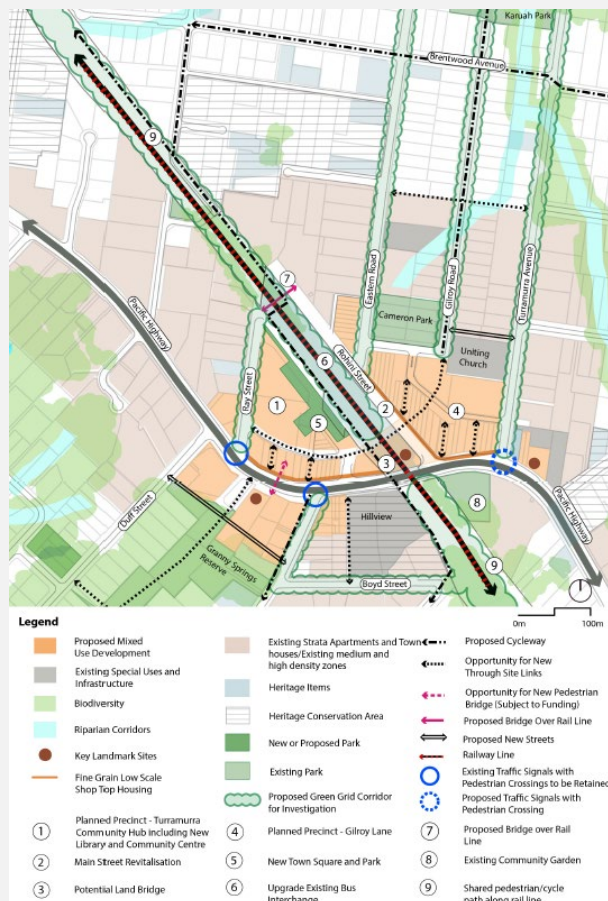 Karuah Park
Brentwood Avenue
9
Pacific Highway
7
Eastern Road
Gilroy Road
Turramurra Avenue
Cameron Park
Rohini Street
Uniting
Church
6
Ray Street
1
2
4
5
3
Duff Street
Hillview
8
Pacific Highway
Granny Springs
Reserve
Boyd Street
9
0m
100m
Legend
Proposed Mixed
Use Development
Existing Special Uses and
Infrastructure
Biodiversity
Riparian Corridors
Key Landmark Sites
Fine Grain Low Scale
Shop Top Housing
Existing Strata Apartments and Town
houses/Existing medium and
high density zones
Heritage Items
Heritage Conservation Area
New or Proposed Park
Existing Park
Proposed Green Grid Corridor
for Investigation
Proposed Cycleway
Opportunity for New
Through Site Links
Opportunity for New Pedestrian
Bridge (Subject to Funding)
Proposed Bridge Over Rail Line
Proposed New Streets
Railway Line
Existing Traffic Signals with
Pedestrian Crossings to be Retained
Proposed Traffic Signals with
Pedestrian Crossing
1
Planned Precinct - Turramurra
Community Hub including New
Library and Community Centre
2
Main Street Revitalisation
3
Potential Land Bridge
4
Planned Precinct - Gilroy Lane
5
New Town Square and Park
6
Upgrade Existing Bus
Interchange
7
Proposed Bridge over Rail
Line
8
Existing Community Garden
9
Shared pedestrian/cycle
path along rail line